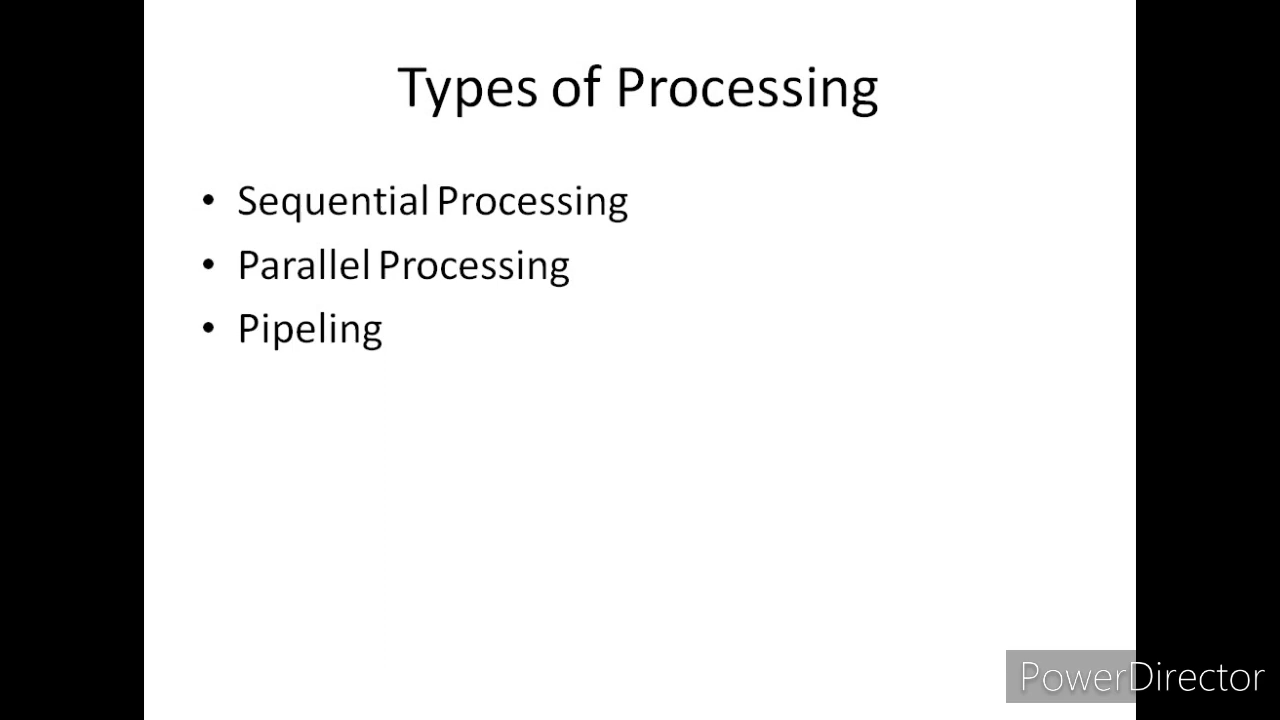 Types of Processing
• Sequential Processing
• Parallel Processing
• Pipeling
PowerDirector